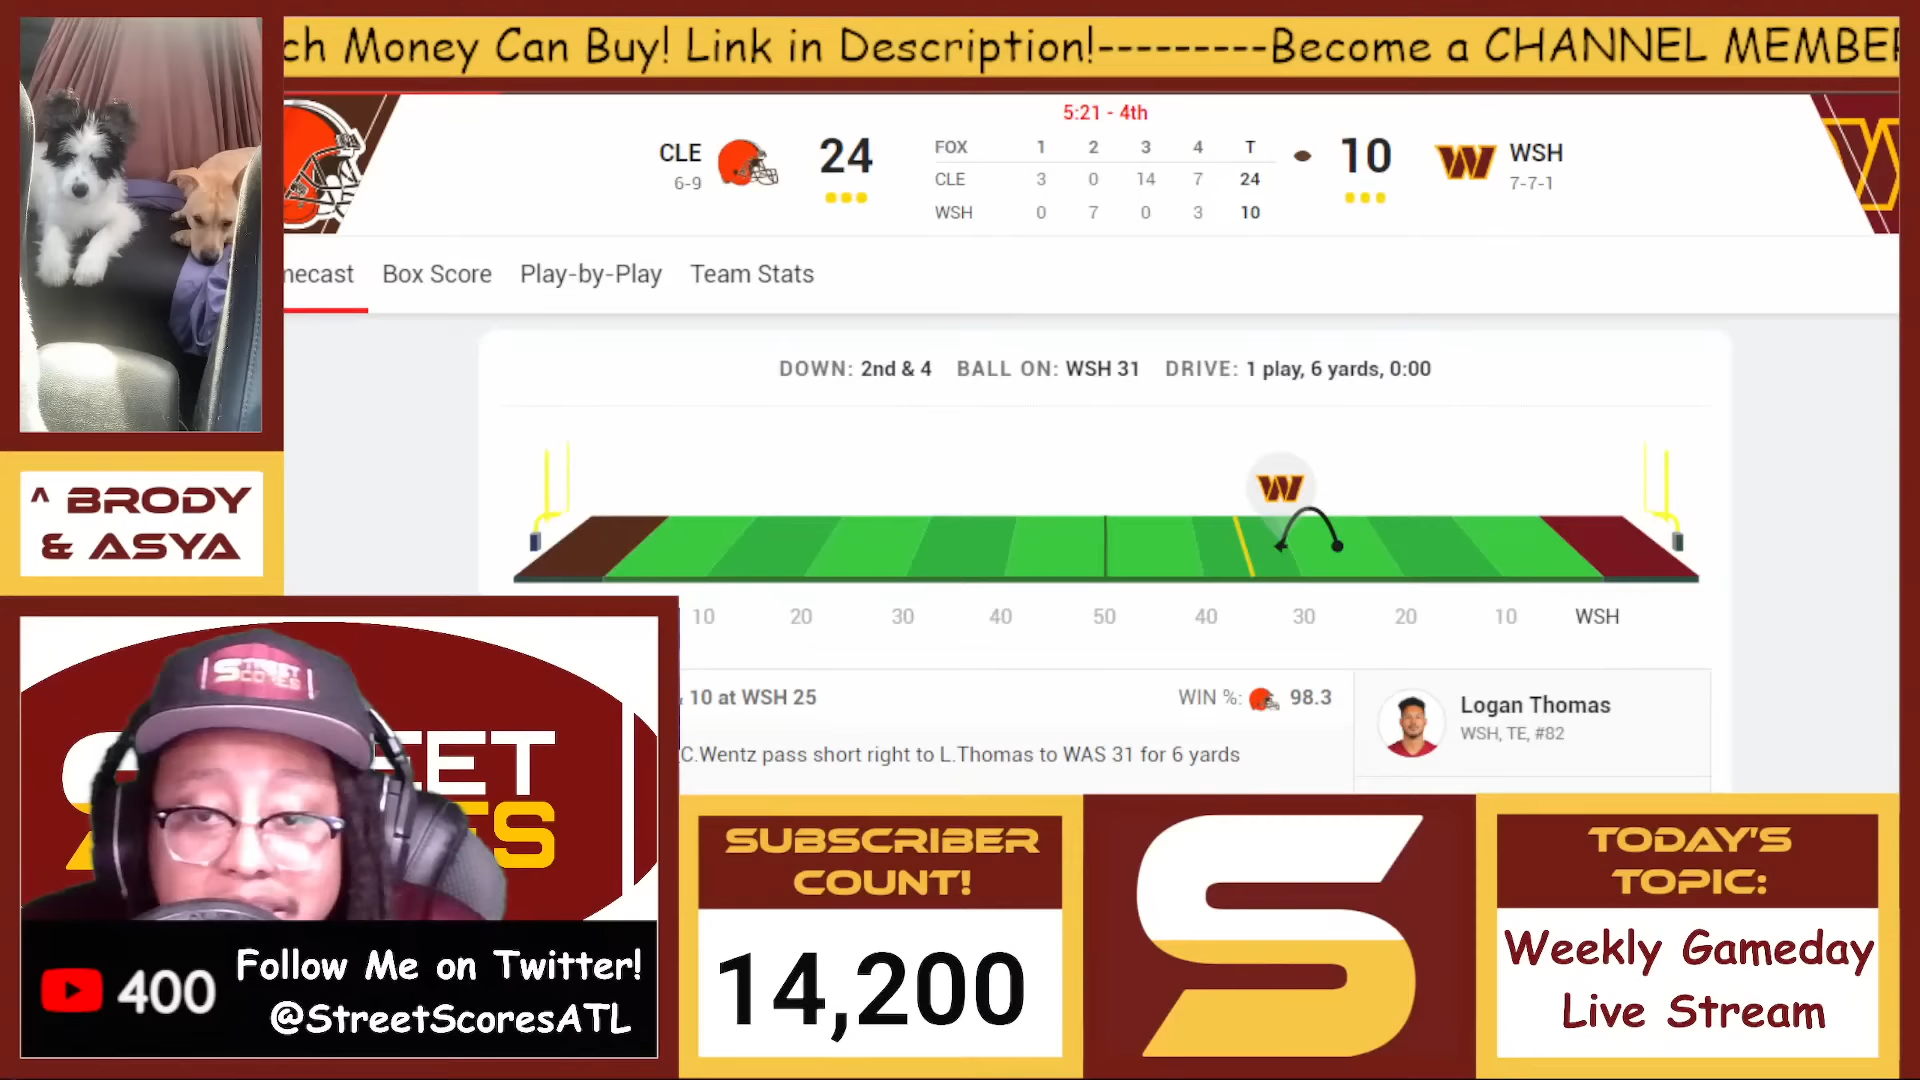 ch Money Can Buy! Link in Description!---------Become a CHANNEL MEMBER
5:21 - 4th
CLE
6-9
24
FOX 1 2 3 4 T
CLE 3 0 14 7 24
WSH 0 7 0 3 10
10
WSH
7-7-1
necast Box Score Play-by-Play Team Stats
DOWN: 2nd & 4 BALL ON: WSH 31 DRIVE: 1 play, 6 yards, 0:00
^ BRODY
& ASYA
10 20 30 40 50 40 30 20 10 WSH
10 at WSH 25
WIN %: 98.3
C.Wentz pass short right to L.Thomas to WAS 31 for 6 yards
Logan Thomas
WSH, TE, #82
STREET
SCORES
EET
ES
400
Follow Me on Twitter!
@StreetScoresATL
SUBSCRIBER
COUNT!
14,200
S
TODAY'S
TOPIC:
Weekly Gameday
Live Stream